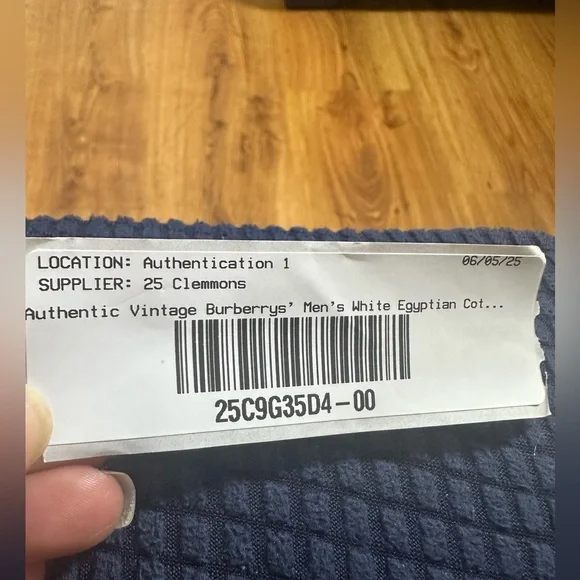 LOCATION: Authentication 1 06/05/25
SUPPLIER: 25 Clemmons
Authentic Vintage Burberrys' Men's White Egyptian Cot...
25C9G35D4-00